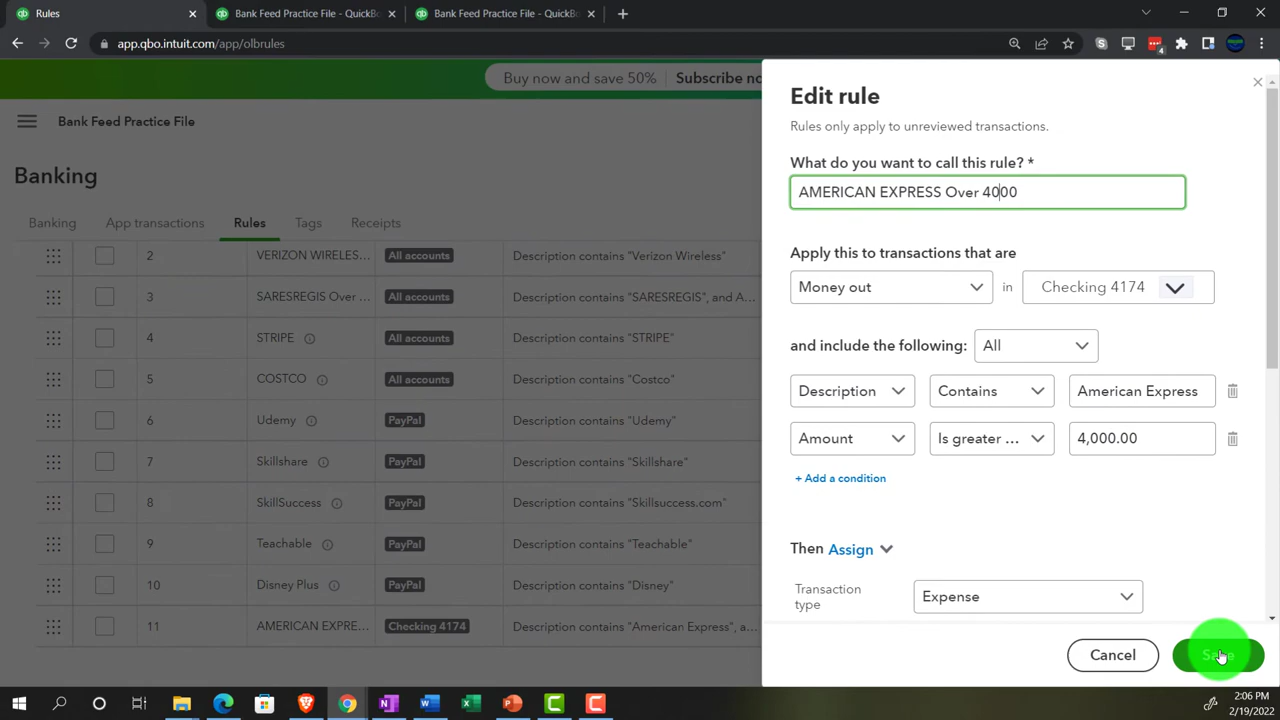 Rules
Bank Feed Practice File - QuickBo
Bank Feed Practice File - QuickBo
app.qbo.intuit.com/app/olbrules
4
Buy now and save 50% Subscribe no
Bank Feed Practice File
Banking
Banking App transactions Rules Tags Receipts
2 VERIZON WIRELES... All accounts Description contains "Verizon Wireless"
3 SARESREGIS Over ... All accounts Description contains "SARESREGIS", and A...
4 STRIPE All accounts Description contains "STRIPE"
5 COSTCO All accounts Description contains "Costco"
6 Udemy PayPal Description contains "Udemy"
7 Skillshare PayPal Description contains "Skillshare"
8 SkillSuccess PayPal Description contains "Skillsuccess.com"
9 Teachable PayPal Description contains "Teachable"
10 Disney Plus PayPal Description contains "Disney"
11 AMERICAN EXPRE... Checking 4174 Description contains "American Express", a...
Edit rule
Rules only apply to unreviewed transactions.
What do you want to call this rule? *
AMERICAN EXPRESS Over 4000
Apply this to transactions that are
Money out in Checking 4174
and include the following: All
Description Contains American Express
Amount Is greater ... 4,000.00
+ Add a condition
Then Assign
Transaction type Expense
Cancel Save
2:06 PM
2/19/2022